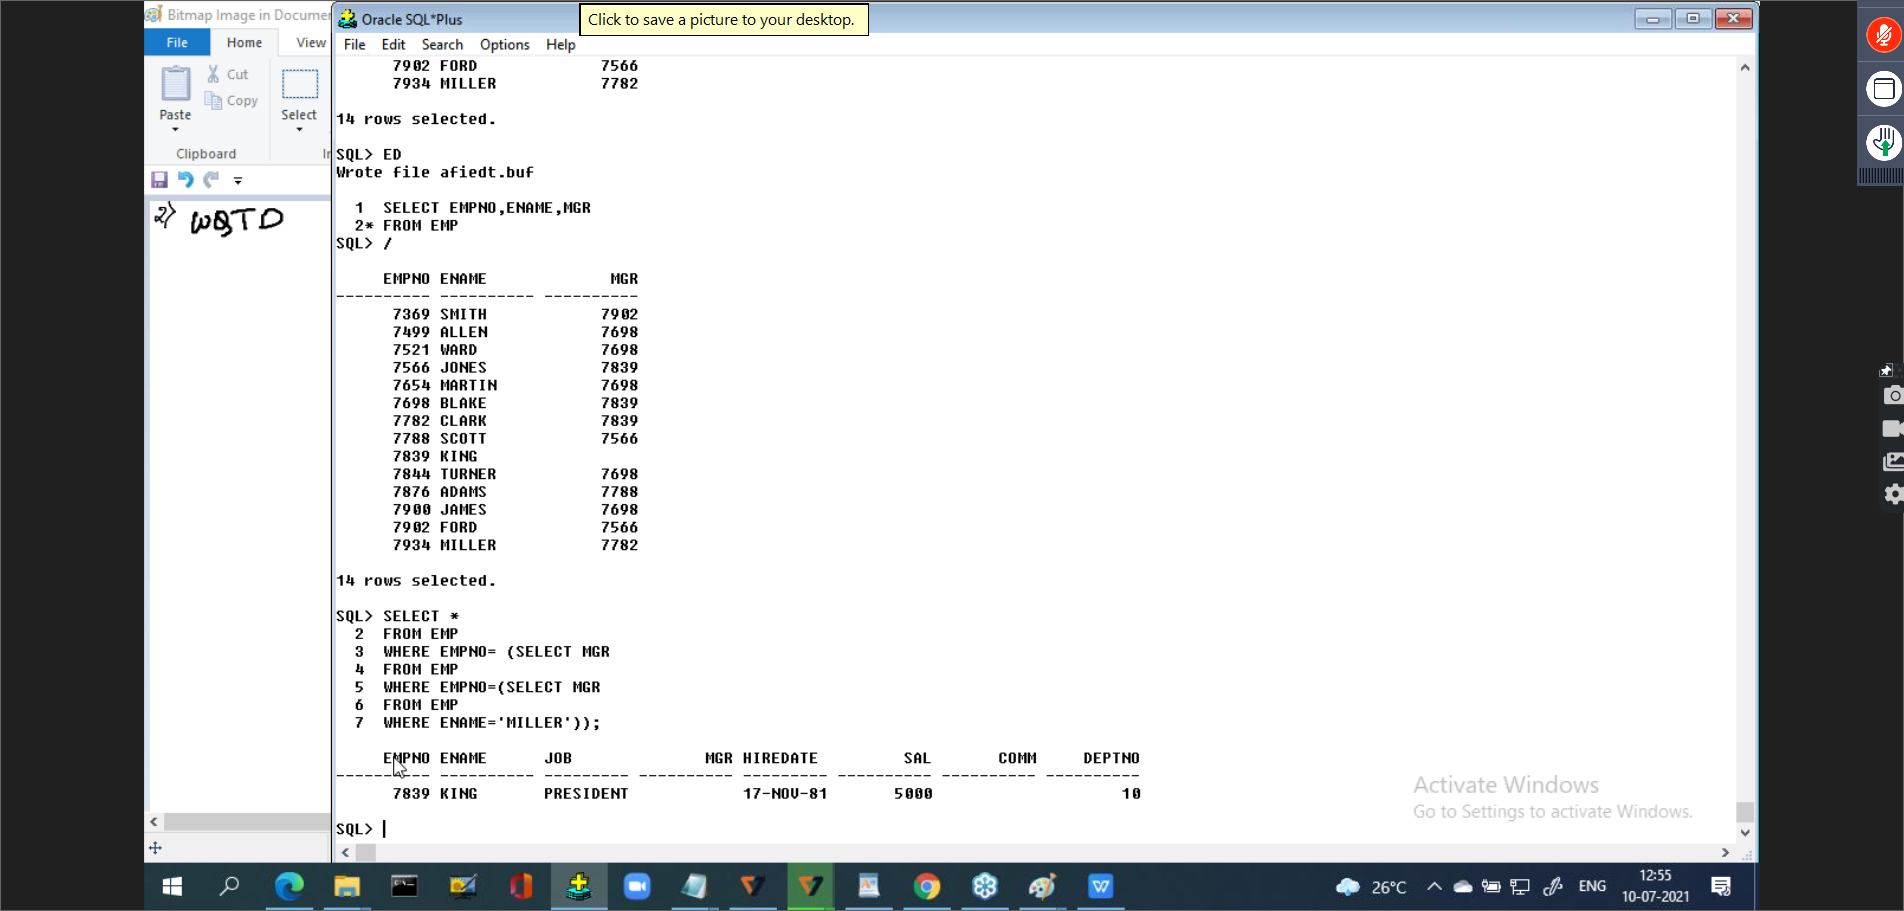 Bitmap Image in Documen
Oracle SQL*Plus
Click to save a picture to your desktop.
File Home View
File Edit Search Options Help
Cut
Copy
Paste
Select
Clipboard
2) WQTD
7902 FORD 7566
7934 MILLER 7782
14 rows selected.
SQL> ED
Wrote file afiedt.buf
1 SELECT EMPNO,ENAME,MGR
2* FROM EMP
SQL> /
EMPNO ENAME MGR
---------- ---------- ----------
7369 SMITH 7902
7499 ALLEN 7698
7521 WARD 7698
7566 JONES 7839
7654 MARTIN 7698
7698 BLAKE 7839
7782 CLARK 7839
7788 SCOTT 7566
7839 KING
7844 TURNER 7698
7876 ADAMS 7788
7900 JAMES 7698
7902 FORD 7566
7934 MILLER 7782
14 rows selected.
SQL> SELECT *
2 FROM EMP
3 WHERE EMPNO= (SELECT MGR
4 FROM EMP
5 WHERE EMPNO=(SELECT MGR
6 FROM EMP
7 WHERE ENAME='MILLER'));
EMPNO ENAME JOB MGR HIREDATE SAL COMM DEPTNO
---------- ---------- --------- ---------- --------- ---------- ---------- ----------
7839 KING PRESIDENT 17-NOV-81 5000 10
SQL>
Activate Windows
Go to Settings to activate Windows.
26°C
ENG
12:55
10-07-2021